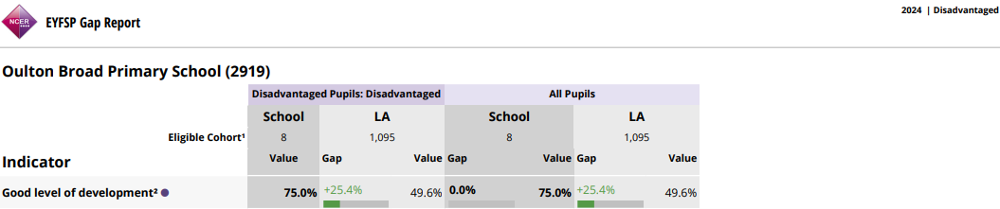 2024 | Disadvantaged
NCER
EYFSP Gap Report
Oulton Broad Primary School (2919)
Disadvantaged Pupils: Disadvantaged All Pupils
School LA School LA
Eligible Cohort¹ 8 1,095 8 1,095
Indicator Value Gap Value Gap Value Gap Value
Good level of development² 75.0% +25.4% 49.6% 0.0% 75.0% +25.4% 49.6%